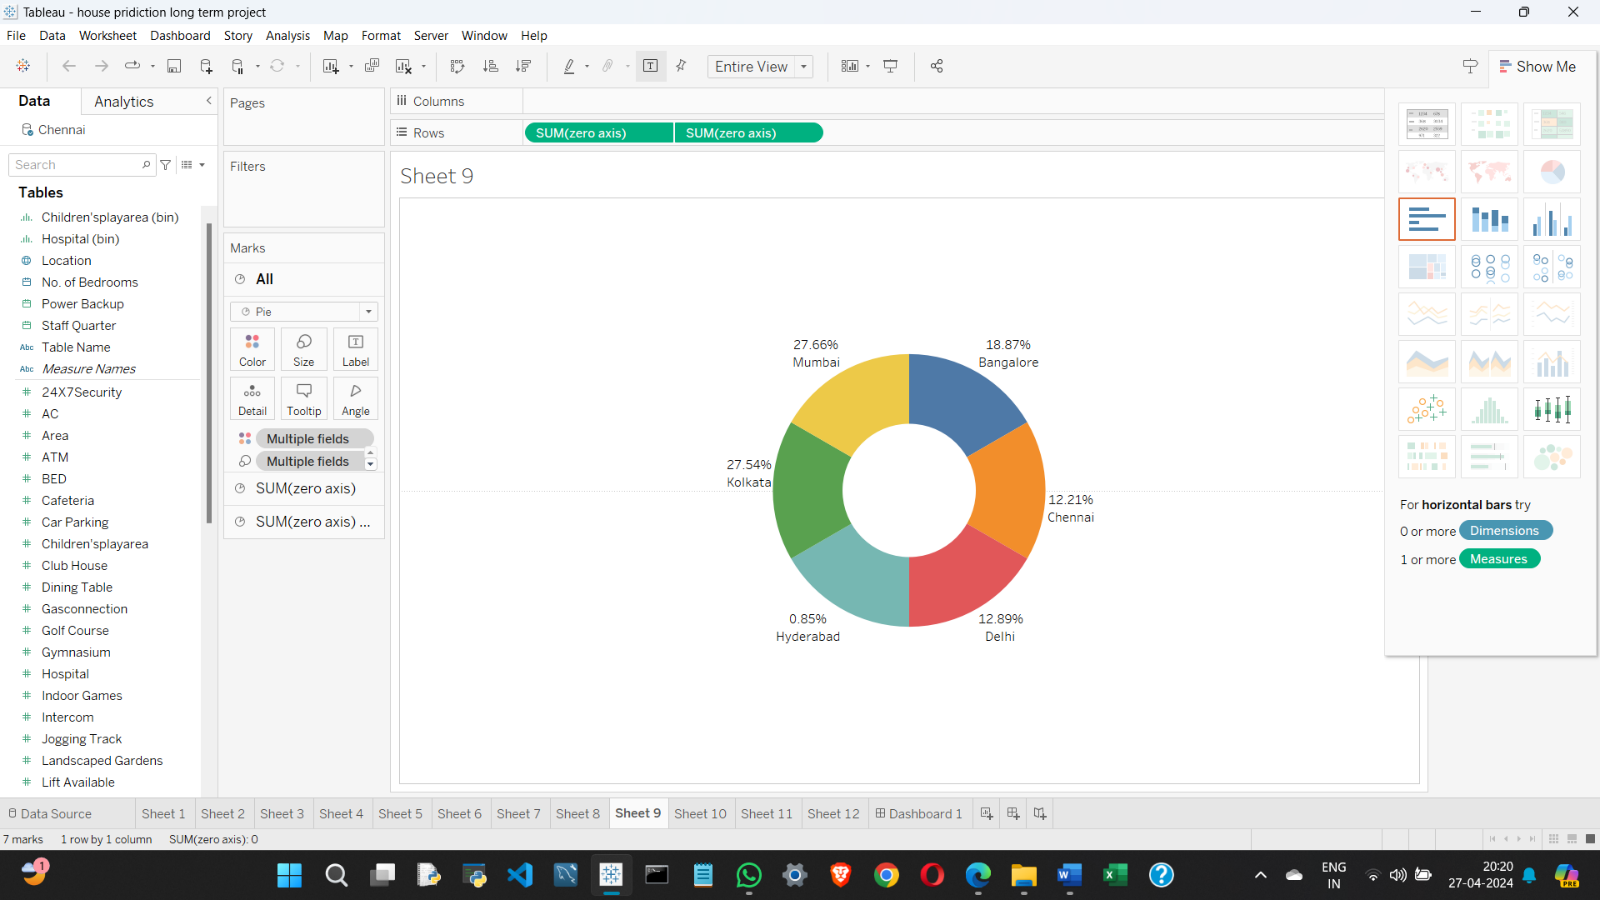 Tableau - house pridiction long term project
File Data Worksheet Dashboard Story Analysis Map Format Server Window Help
Entire View
Show Me
Data Analytics
Chennai
Search
Tables
Children'splayarea (bin)
Hospital (bin)
Location
No. of Bedrooms
Power Backup
Staff Quarter
Abc Table Name
Abc Measure Names
24X7Security
AC
Area
ATM
BED
Cafeteria
Car Parking
Children'splayarea
Club House
Dining Table
Gasconnection
Golf Course
Gymnasium
Hospital
Indoor Games
Intercom
Jogging Track
Landscaped Gardens
Lift Available
Pages
Filters
Marks
All
Pie
Color Size Label
Detail Tooltip Angle
Multiple fields
Multiple fields
SUM(zero axis)
SUM(zero axis) ...
Columns
Rows SUM(zero axis) SUM(zero axis)
Sheet 9
27.66%
Mumbai
18.87%
Bangalore
27.54%
Kolkata
12.21%
Chennai
0.85%
Hyderabad
12.89%
Delhi
For horizontal bars try
0 or more Dimensions
1 or more Measures
Data Source Sheet 1 Sheet 2 Sheet 3 Sheet 4 Sheet 5 Sheet 6 Sheet 7 Sheet 8 Sheet 9 Sheet 10 Sheet 11 Sheet 12 Dashboard 1
7 marks 1 row by 1 column SUM(zero axis): 0
1
ENG
IN
20:20
27-04-2024
PRE